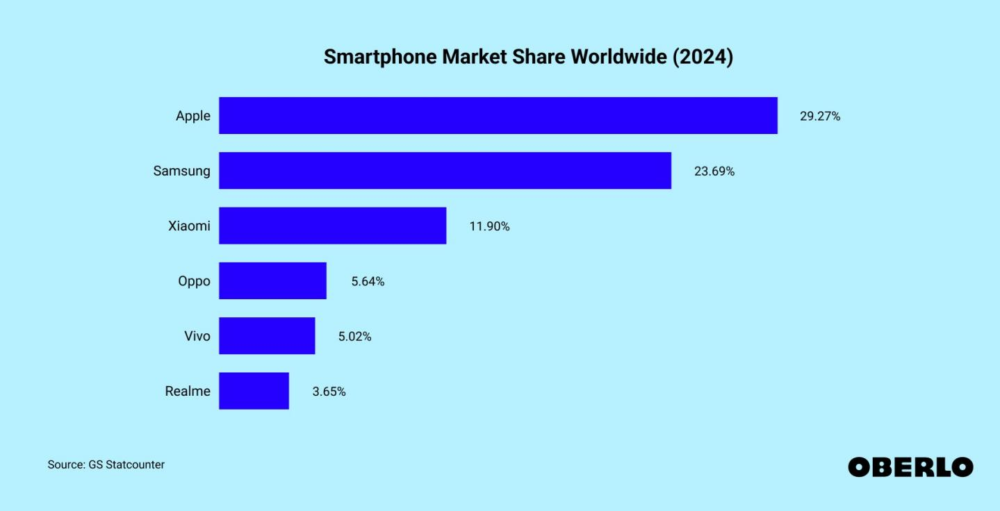 Smartphone Market Share Worldwide (2024)
Apple 29.27%
Samsung 23.69%
Xiaomi 11.90%
Oppo 5.64%
Vivo 5.02%
Realme 3.65%
Source: GS Statcounter
OBERLO